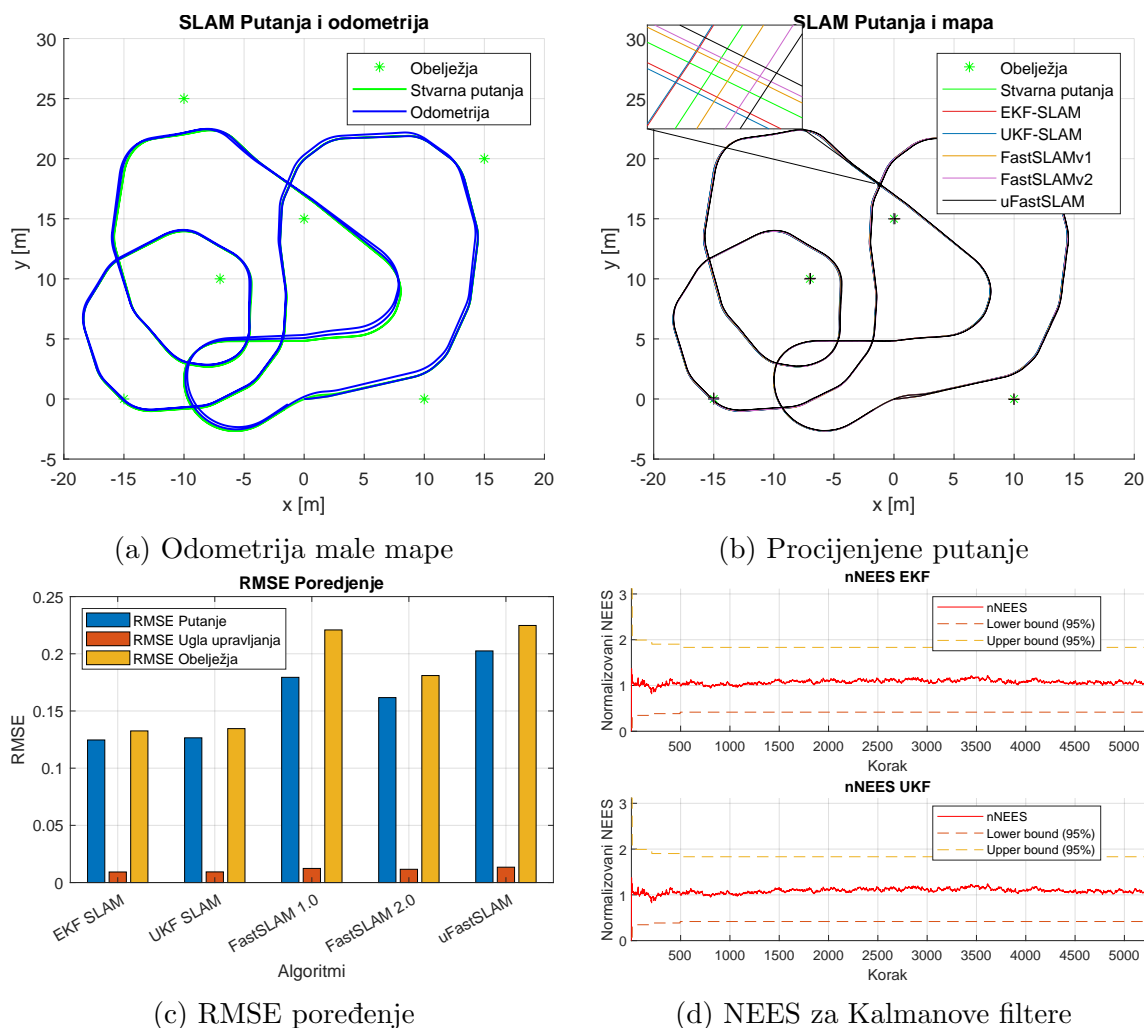 SLAM Putanja i odometrija
30
25
20
15
10
5
0
-5
y [m]
-20 -15 -10 -5 0 5 10 15 20
x [m]
Obelježja
Stvarna putanja
Odometrija
(a) Odometrija male mape
SLAM Putanja i mapa
30
25
20
15
10
5
0
-5
y [m]
-20 -15 -10 -5 0 5 10 15 20
x [m]
Obelježja
Stvarna putanja
EKF-SLAM
UKF-SLAM
FastSLAMv1
FastSLAMv2
uFastSLAM
(b) Procijenjene putanje
RMSE Poredjenje
0.25
0.2
0.15
0.1
0.05
0
RMSE
RMSE Putanje
RMSE Ugla upravljanja
RMSE Obelježja
EKF SLAM
UKF SLAM
FastSLAM 1.0
FastSLAM 2.0
uFastSLAM
Algoritmi
(c) RMSE poređenje
nNEES EKF
Normalizovani NEES
3
2
1
0
nNEES
Lower bound (95%)
Upper bound (95%)
500 1000 1500 2000 2500 3000 3500 4000 4500 5000
Korak
nNEES UKF
Normalizovani NEES
3
2
1
0
nNEES
Lower bound (95%)
Upper bound (95%)
500 1000 1500 2000 2500 3000 3500 4000 4500 5000
Korak
(d) NEES za Kalmanove filtere